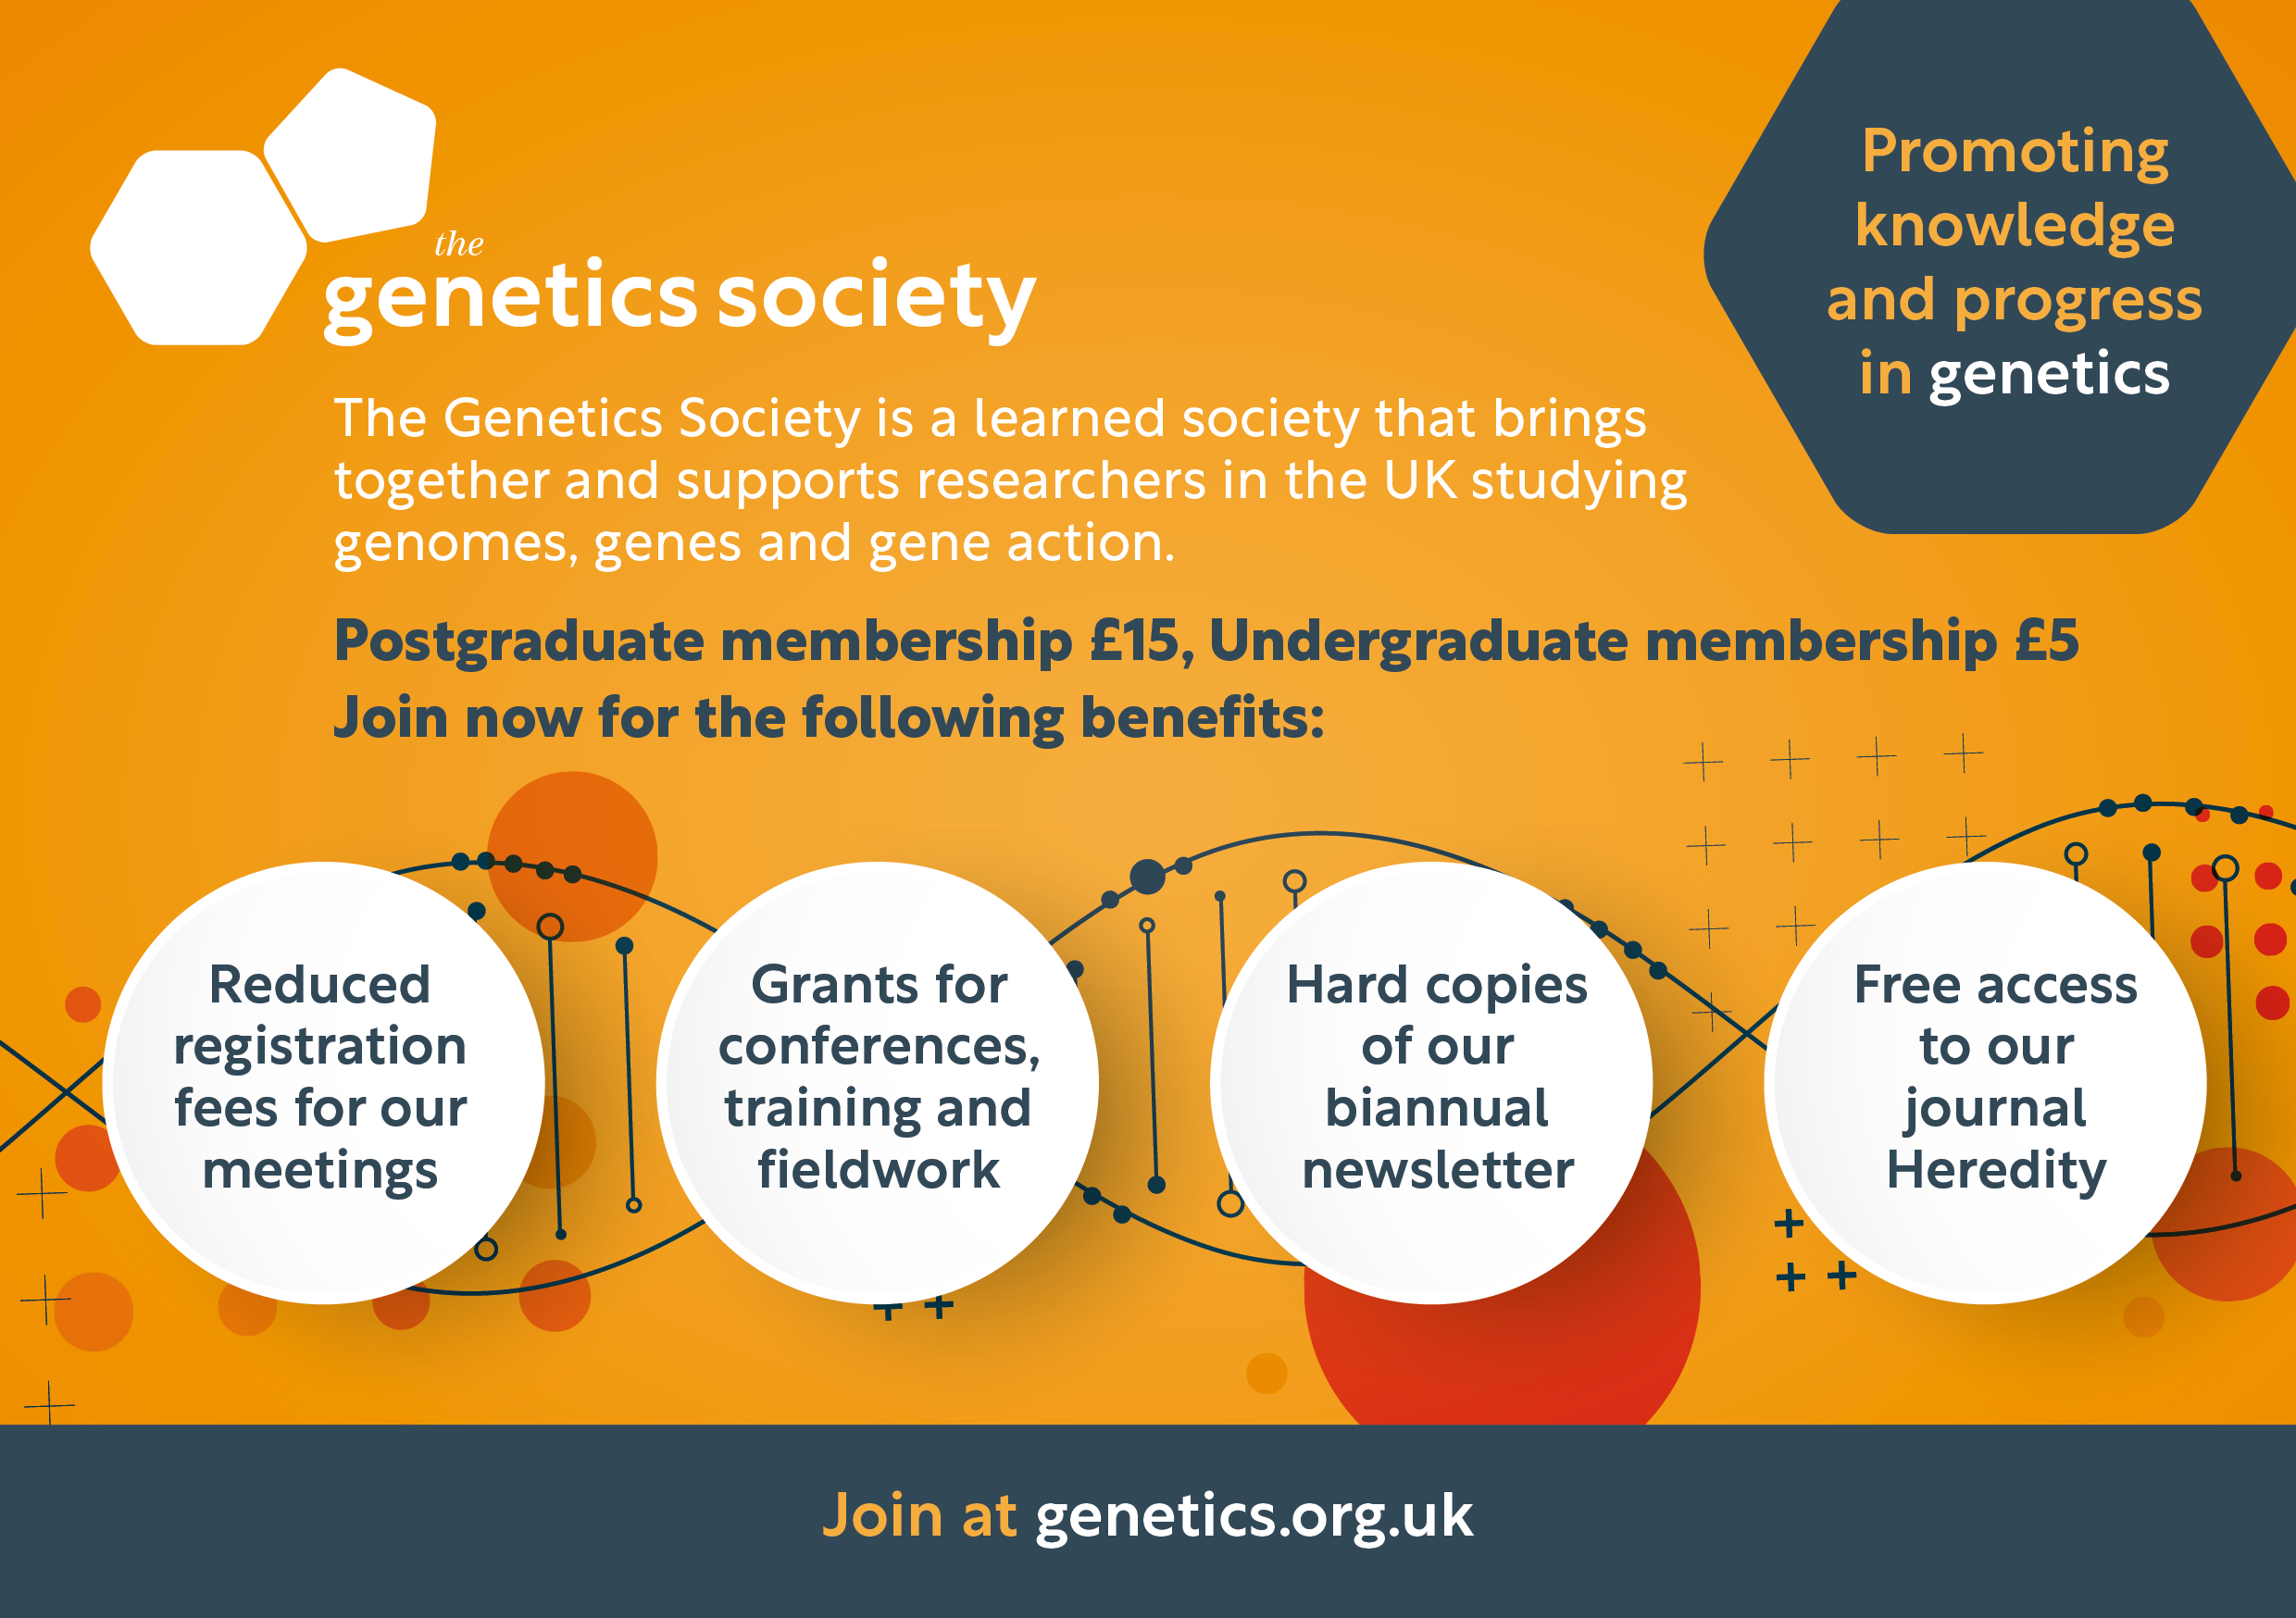 the
genetics society
Promoting
knowledge
and progress
in genetics
The Genetics Society is a learned society that brings
together and supports researchers in the UK studying
genomes, genes and gene action.
Postgraduate membership £15, Undergraduate membership £5
Join now for the following benefits:
Reduced
registration
fees for our
meetings
Grants for
conferences,
training and
fieldwork
Hard copies
of our
biannual
newsletter
Free access
to our
journal
Heredity
Join at genetics.org.uk